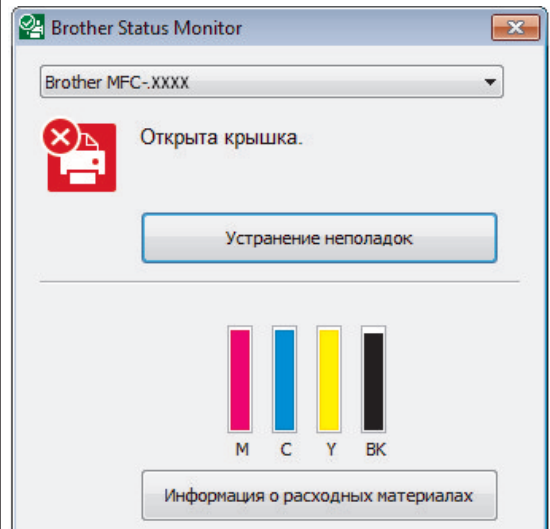 Brother Status Monitor
Brother MFC-.XXXX
Открыта крышка.
Устранение неполадок
M C Y BK
Информация о расходных материалах